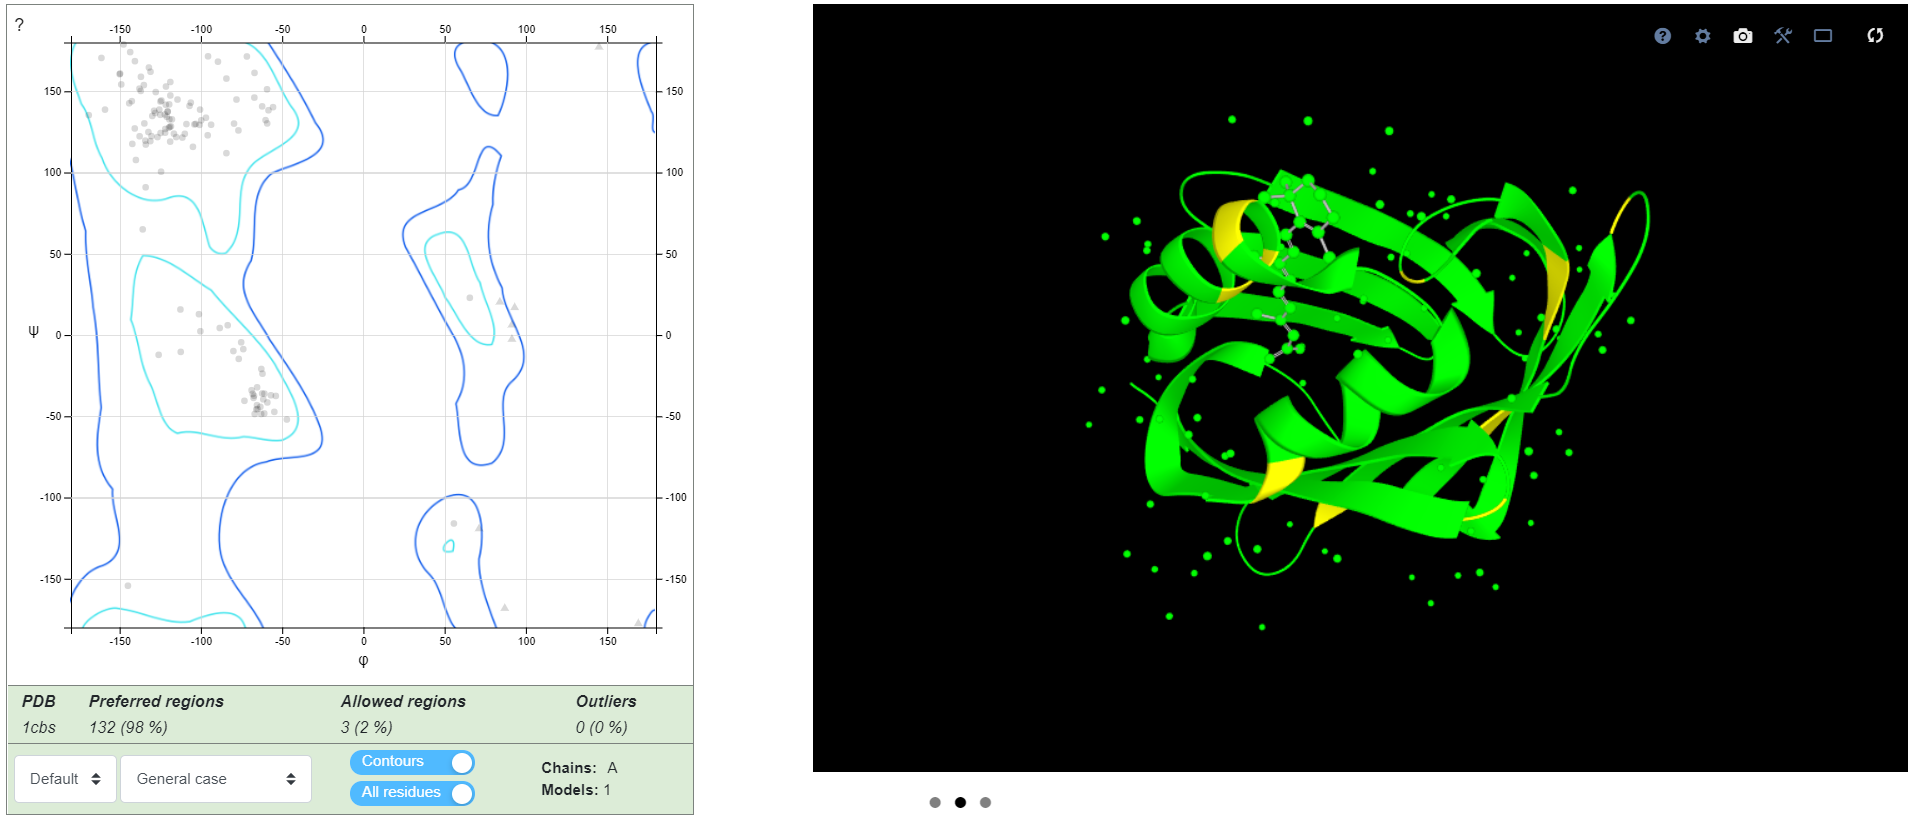 ?
-150 -100 -50 0 50 100 150
150 150
100 100
50 50
ψ 0 0
-50 -50
-100 -100
-150 -150
-150 -100 -50 0 50 100 150
φ
PDB Preferred regions Allowed regions Outliers
1cbs 132 (98 %) 3 (2 %) 0 (0 %)
Default General case Contours All residues
Chains: A
Models: 1
?